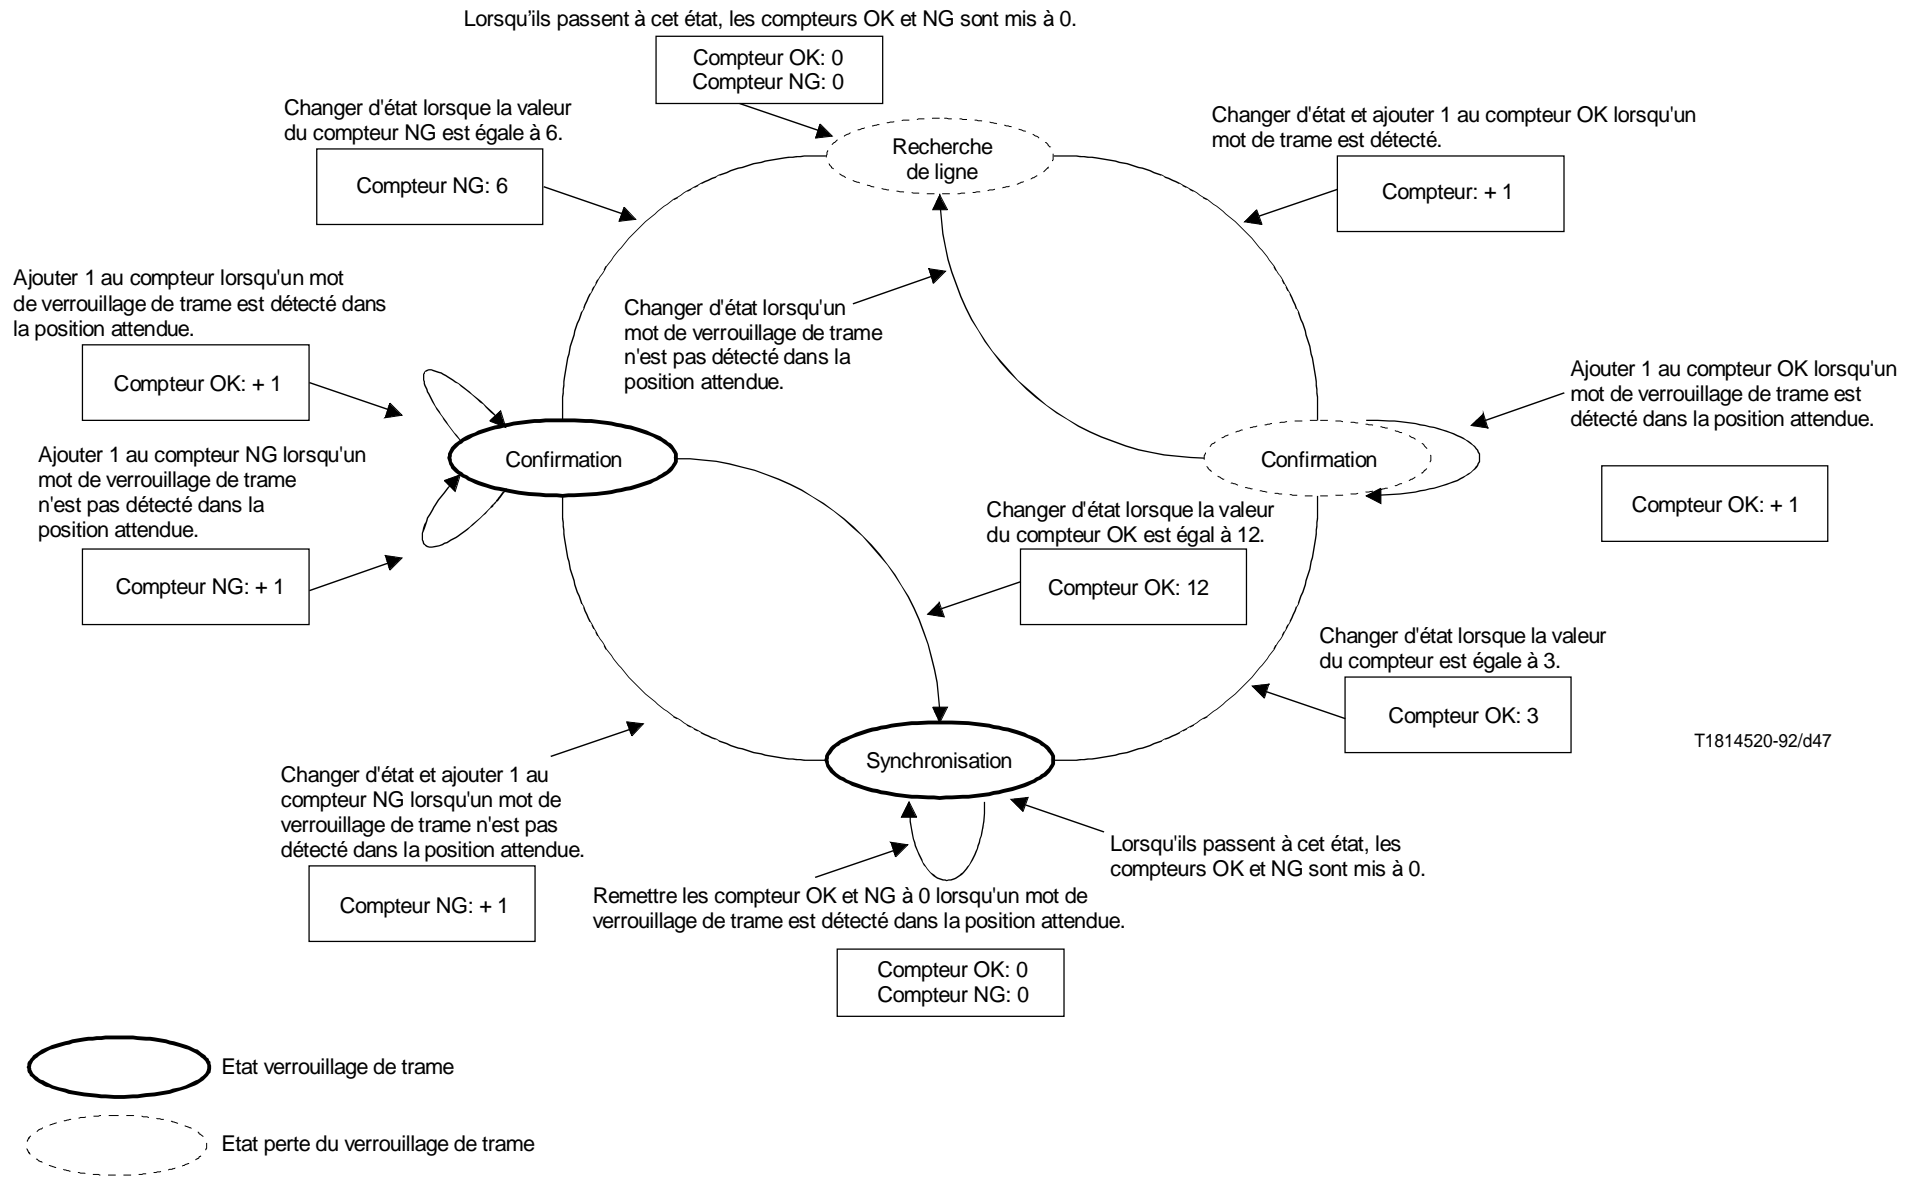 Lorsqu'ils passent à cet état, les compteurs OK et NG sont mis à 0.
Compteur OK: 0
Compteur NG: 0
Changer d'état lorsque la valeur
du compteur NG est égale à 6.
Compteur NG: 6
Recherche
de ligne
Changer d'état et ajouter 1 au compteur OK lorsqu'un
mot de trame est détecté.
Compteur: + 1
Ajouter 1 au compteur lorsqu'un mot
de verrouillage de trame est détecté dans
la position attendue.
Compteur OK: + 1
Changer d'état lorsqu'un
mot de verrouillage de trame
n'est pas détecté dans la
position attendue.
Ajouter 1 au compteur OK lorsqu'un
mot de verrouillage de trame est
détecté dans la position attendue.
Compteur OK: + 1
Ajouter 1 au compteur NG lorsqu'un
mot de verrouillage de trame
n'est pas détecté dans la
position attendue.
Compteur NG: + 1
Confirmation
Confirmation
Changer d'état lorsque la valeur
du compteur OK est égal à 12.
Compteur OK: 12
Changer d'état lorsque la valeur
du compteur est égale à 3.
Compteur OK: 3
T1814520-92/d47
Synchronisation
Changer d'état et ajouter 1 au
compteur NG lorsqu'un mot de
verrouillage de trame n'est pas
détecté dans la position attendue.
Compteur NG: + 1
Lorsqu'ils passent à cet état, les
compteurs OK et NG sont mis à 0.
Remettre les compteur OK et NG à 0 lorsqu'un mot de
verrouillage de trame est détecté dans la position attendue.
Compteur OK: 0
Compteur NG: 0
Etat verrouillage de trame
Etat perte du verrouillage de trame